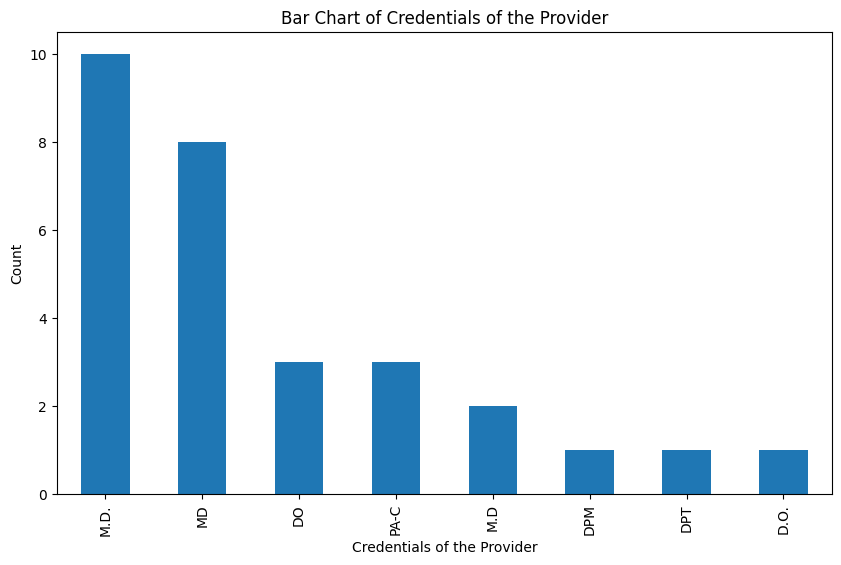 Bar Chart of Credentials of the Provider
10
8
6
4
2
0
Count
M.D.
MD
DO
PA-C
M.D
DPM
DPT
D.O.
Credentials of the Provider